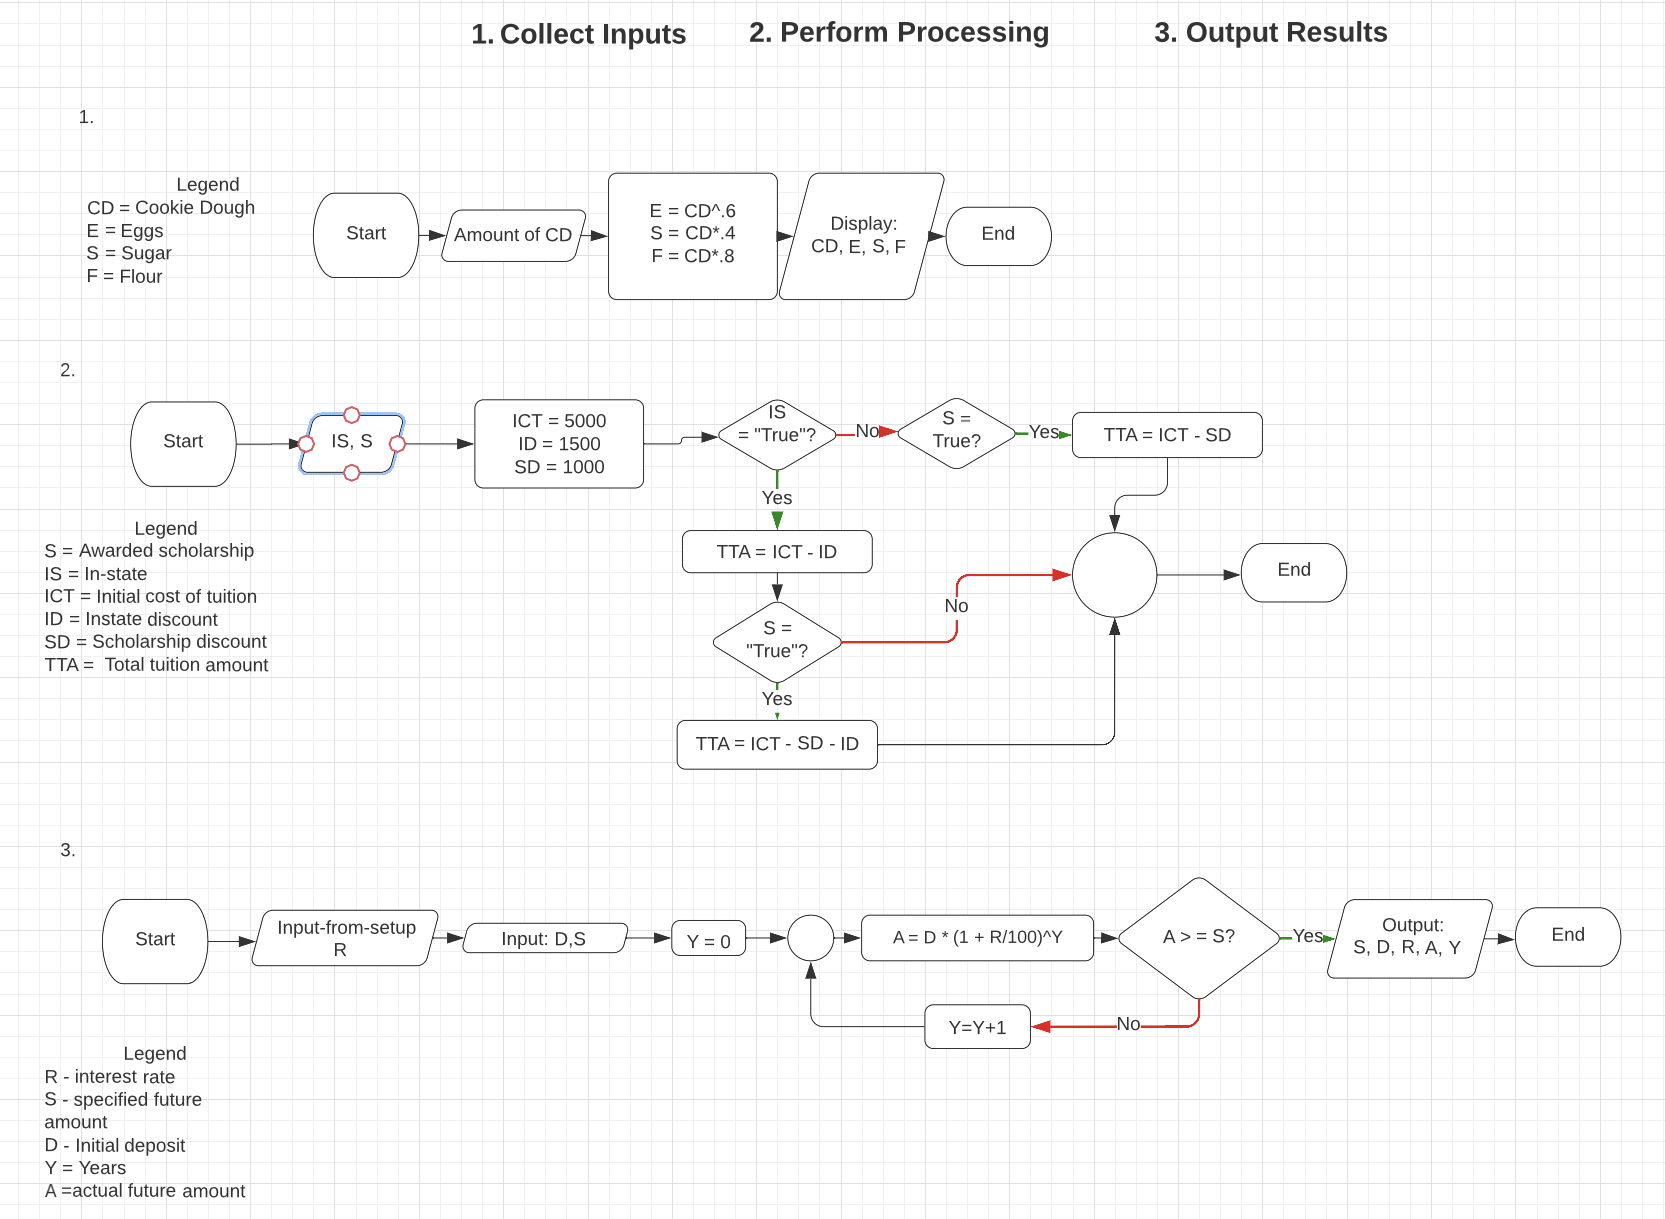 1. Collect Inputs
2. Perform Processing
3. Output Results
1.
Legend
CD = Cookie Dough
E = Eggs
S = Sugar
F = Flour
Start
Amount of CD
E = CD^.6
S = CD*.4
F = CD*.8
Display:
CD, E, S, F
End
2.
Start
IS, S
ICT = 5000
ID = 1500
SD = 1000
IS
= "True"?
No
S =
True?
Yes
TTA = ICT - SD
Yes
TTA = ICT - ID
S =
"True"?
No
Yes
TTA = ICT - SD - ID
End
Legend
S = Awarded scholarship
IS = In-state
ICT = Initial cost of tuition
ID = Instate discount
SD = Scholarship discount
TTA = Total tuition amount
3.
Start
Input-from-setup
R
Input: D,S
Y = 0
A = D * (1 + R/100)^Y
A > = S?
Yes
Output:
S, D, R, A, Y
End
No
Y=Y+1
Legend
R - interest rate
S - specified future
amount
D - Initial deposit
Y = Years
A =actual future amount